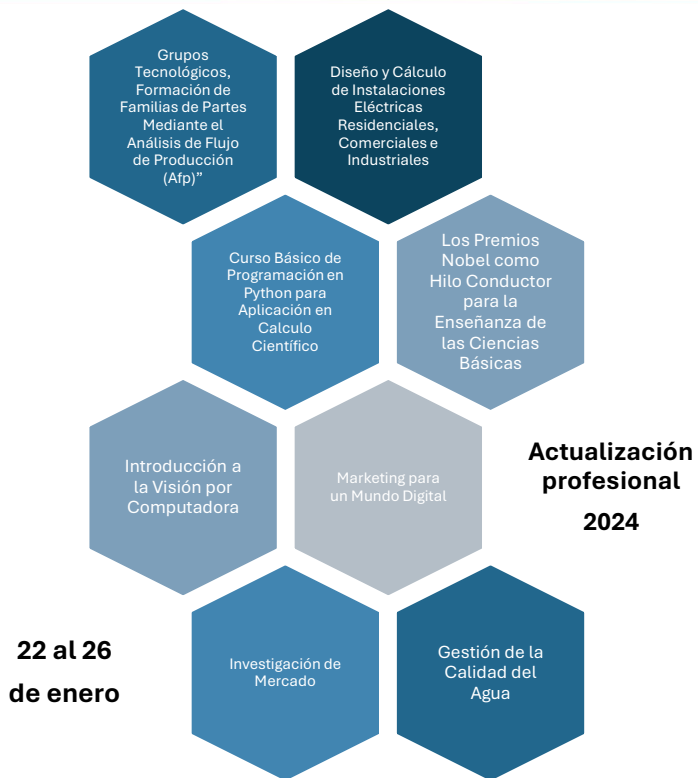 Grupos
Tecnológicos,
Formación de
Familias de Partes
Mediante el
Análisis de Flujo
de Producción
(Afp)”
Diseño y Cálculo
de Instalaciones
Eléctricas
Residenciales,
Comerciales e
Industriales
Curso Básico de
Programación en
Python para
Aplicación en
Calculo
Científico
Los Premios
Nobel como
Hilo Conductor
para la
Enseñanza de
las Ciencias
Básicas
Introducción a
la Visión por
Computadora
Marketing para
un Mundo Digital
Actualización
profesional
2024
22 al 26
de enero
Investigación de
Mercado
Gestión de la
Calidad del
Agua